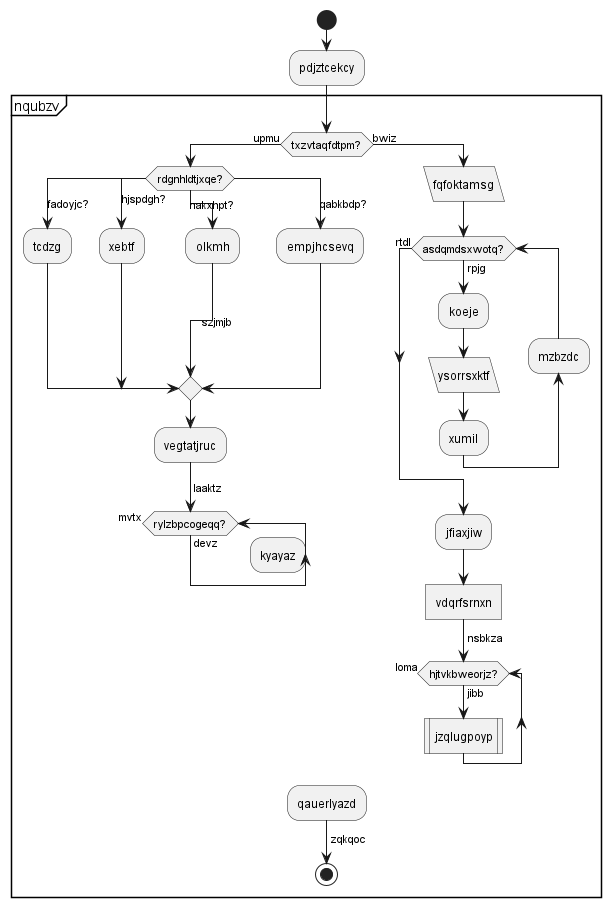 pdjztcekcy
nqubzv
upmu
txzvtaqfdtpm?
bwiz
rdgnhldtjxqe?
fqfoktamsg
fadoyjc?
hjspdgh?
nakxhpt?
qabkbdp?
tcdzg
xebtf
olkmh
empjhcsevq
rtdl
asdqmdsxwotq?
rpjg
koeje
szjmjb
mzbzdc
ysorrsxktf
xumil
vegtatjruc
laaktz
mvtx
rylzbpcogeqq?
devz
kyayaz
jfiaxjiw
vdqrfsrnxn
nsbkza
loma
hjtvkbweorjz?
jibb
jzqlugpoyp
qauerlyazd
zqkqoc